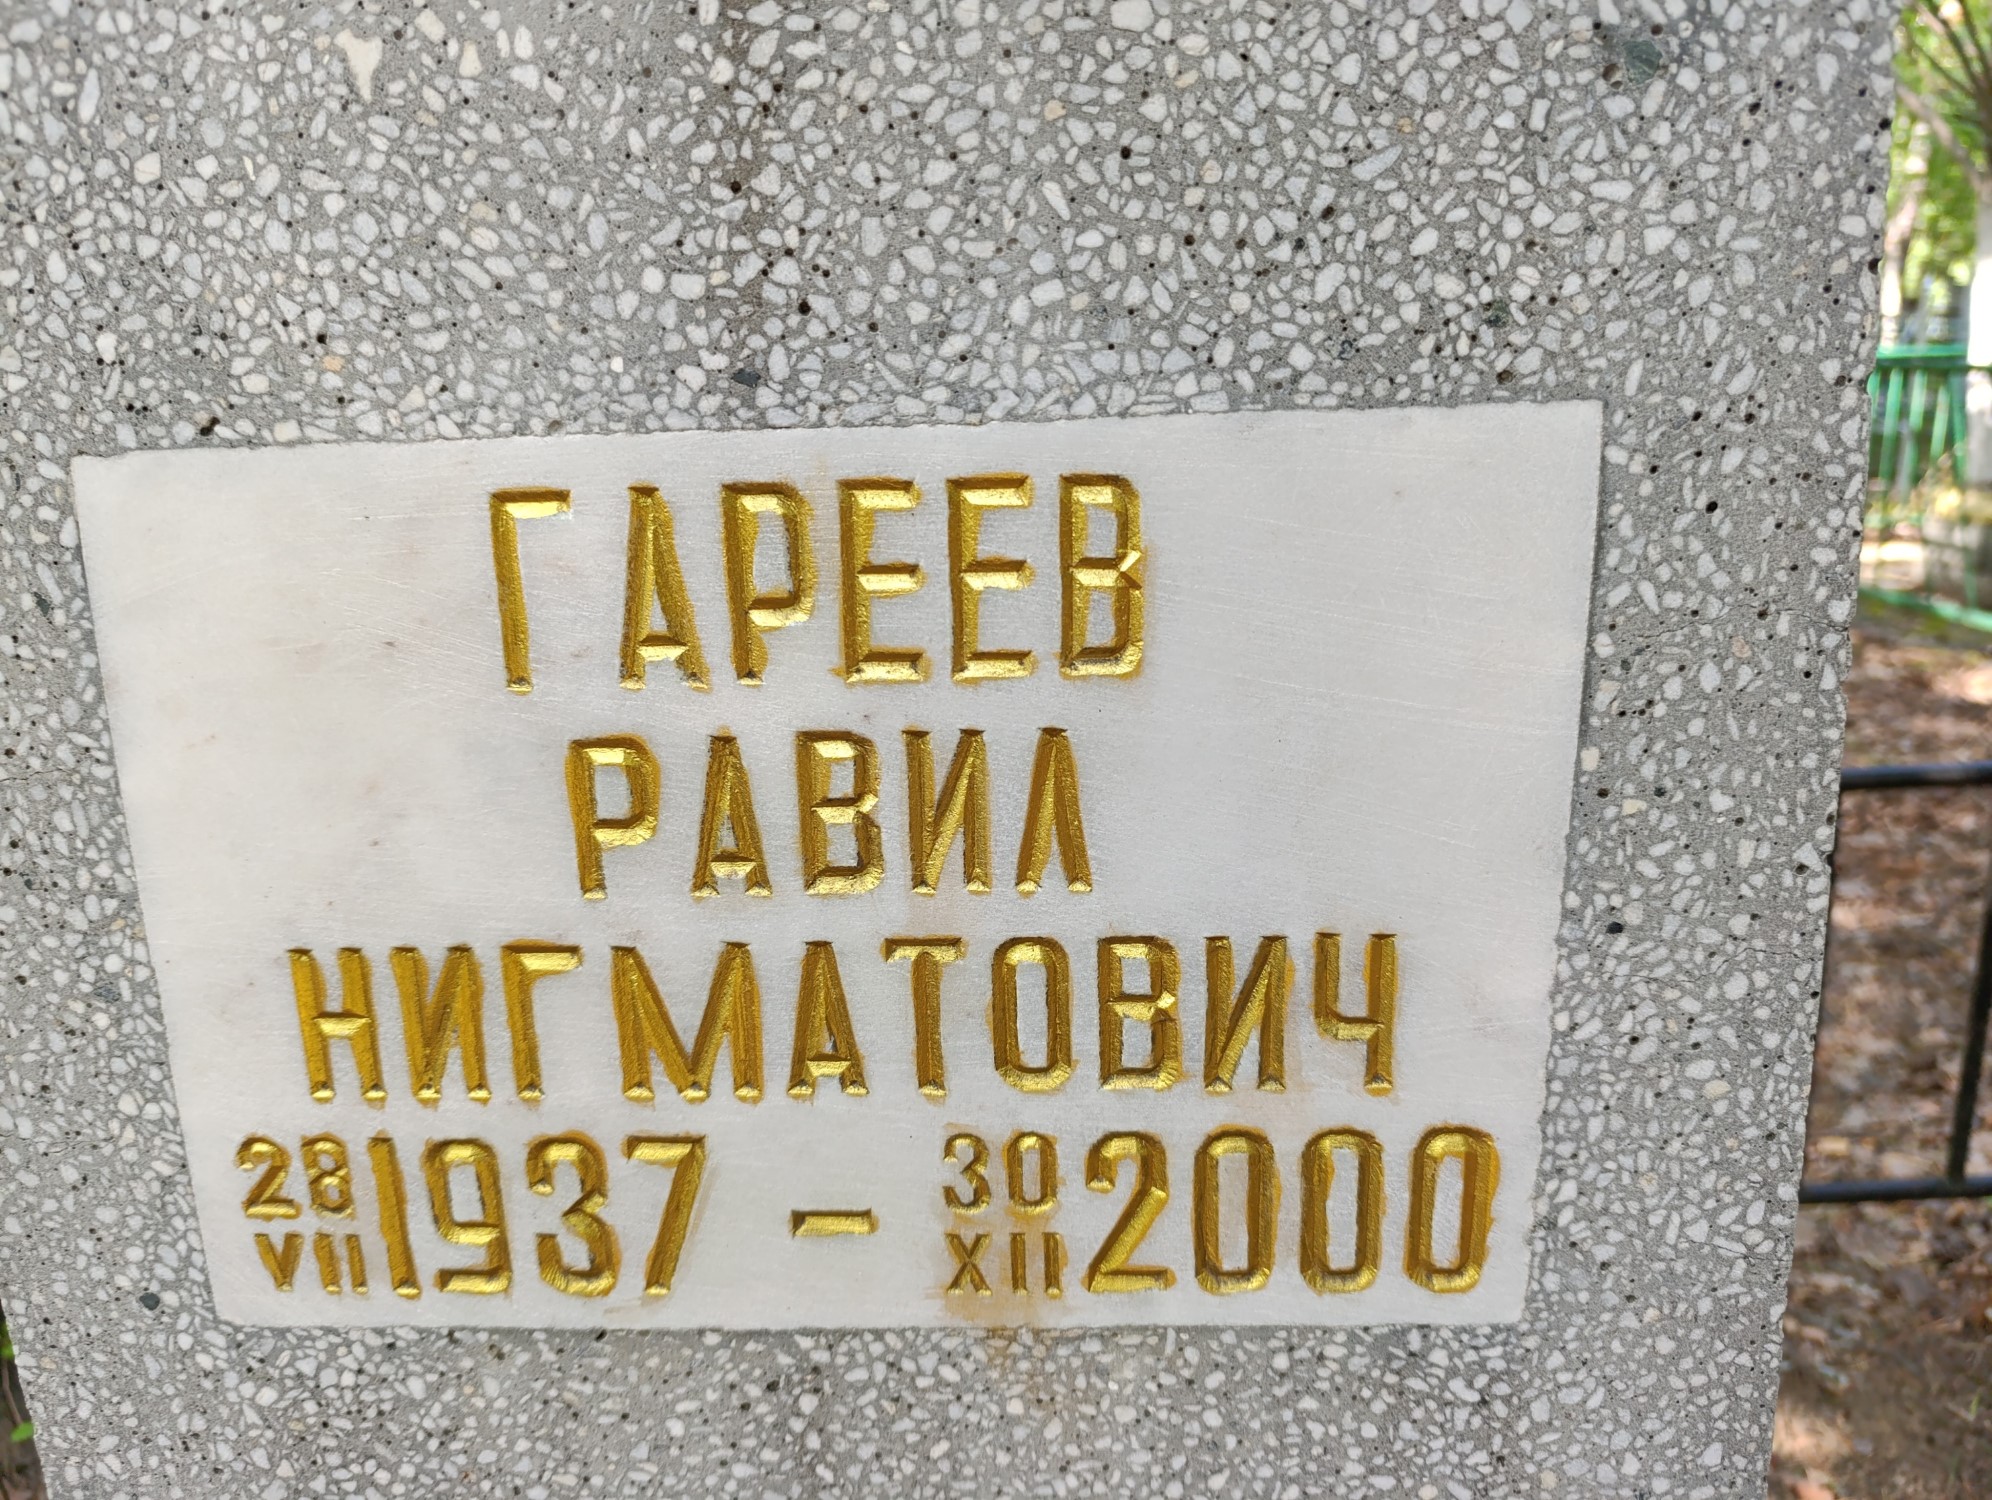 ГАРЕЕВ
РАВИЛ
НИГМАТОВИЧ
28 VII 1937 - 30 XII 2000